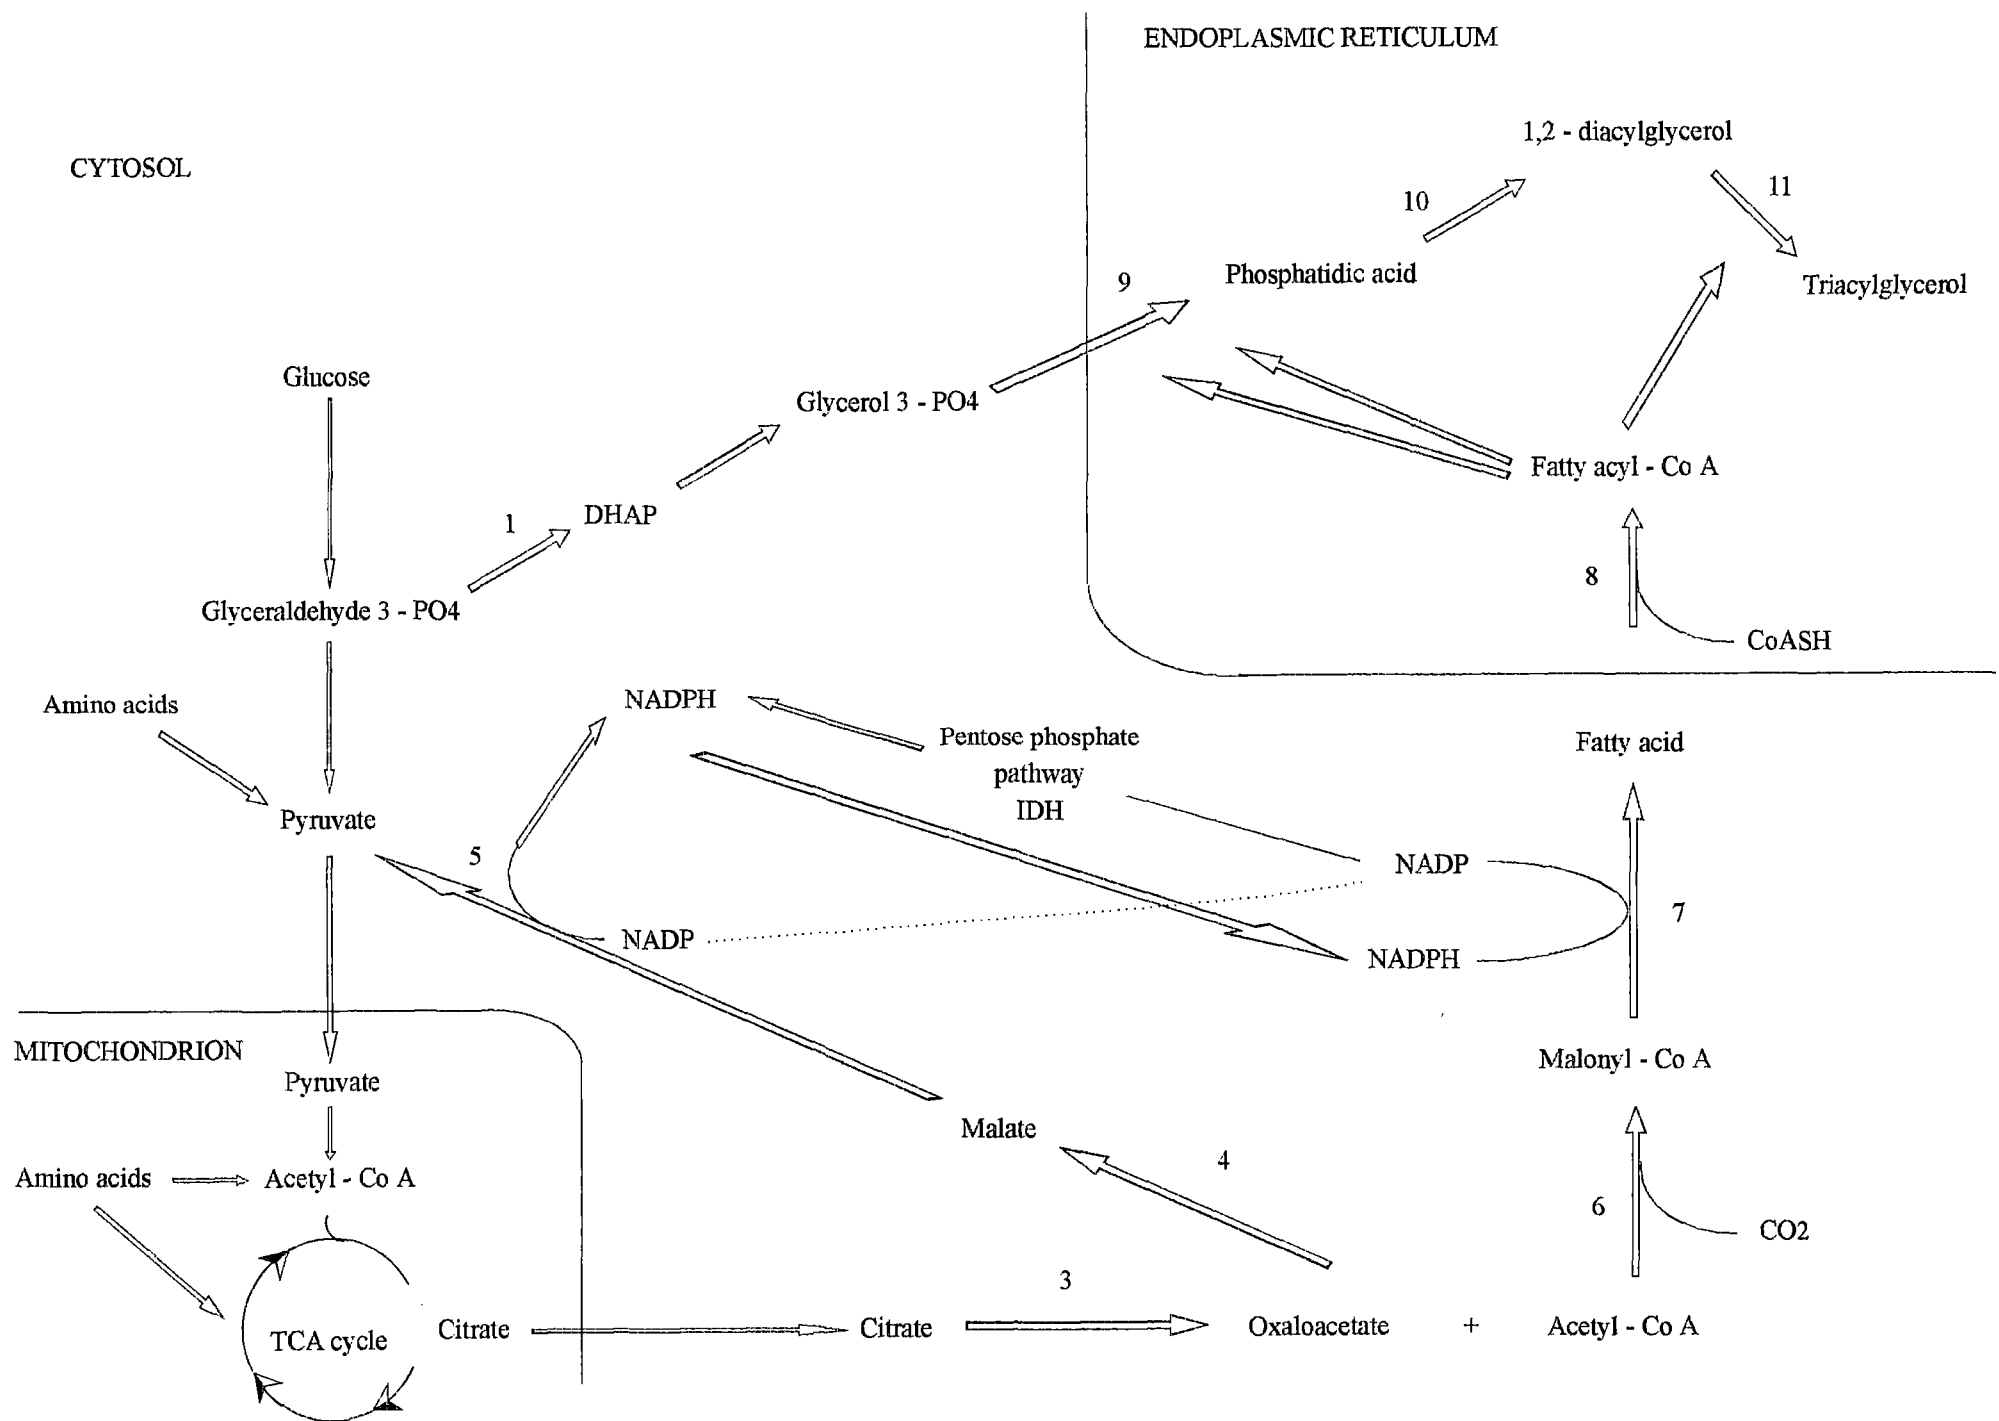 ENDOPLASMIC RETICULUM
1,2 - diacylglycerol
CYTOSOL
10
11
Phosphatidic acid
9
Triacylglycerol
Glucose
Glycerol 3 - PO4
Fatty acyl - Co A
DHAP
1
8
Glyceraldehyde 3 - PO4
CoASH
Amino acids
NADPH
Pentose phosphate
pathway
IDH
Fatty acid
Pyruvate
5
NADP
NADP
7
NADPH
MITOCHONDRION
Pyruvate
Malonyl - Co A
Malate
4
Amino acids
Acetyl - Co A
6
CO2
3
TCA cycle
Citrate
Citrate
Oxaloacetate
+
Acetyl - Co A